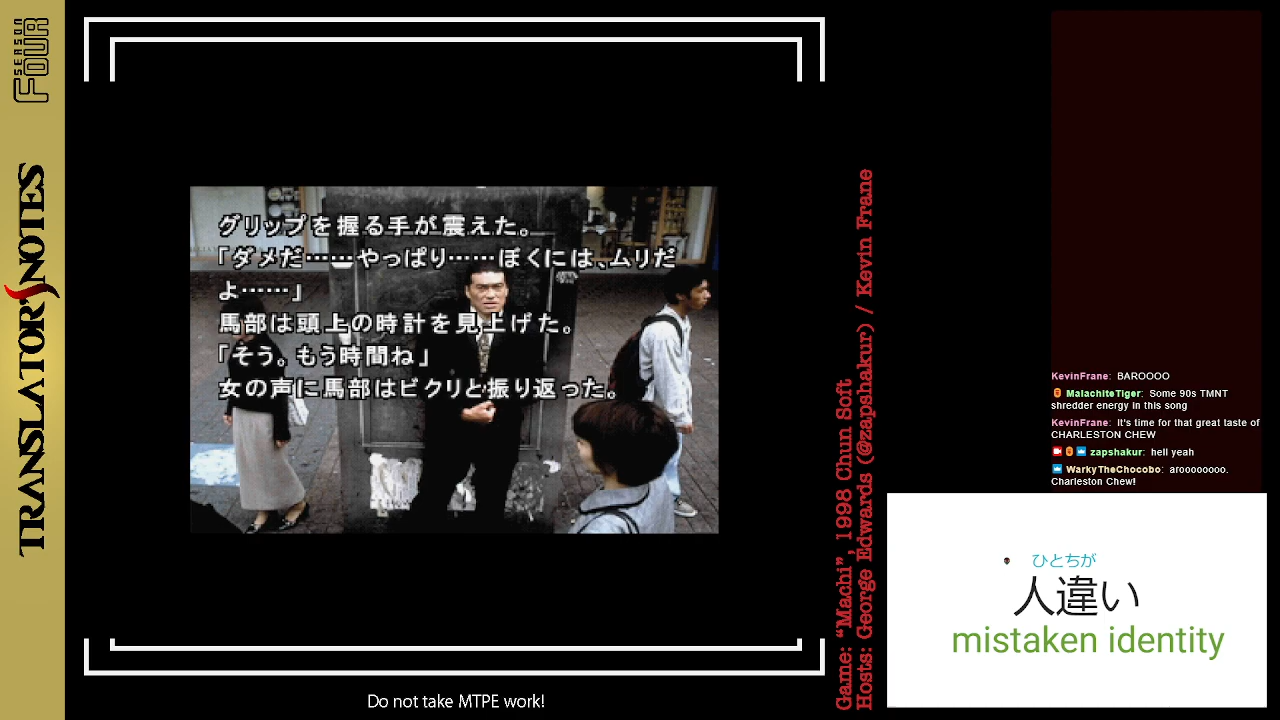 SEASON
FOUR
TRANSLATOR'S NOTES
グリップを握る手が震えた。
「ダメだ……やっぱり……ぼくには、ムリだ
よ……」
馬部は頭上の時計を見上げた。
「そう。もう時間ね」
女の声に馬部はビクリと振り返った。
Game: "Machi", 1998 Chun Soft
Hosts: George Edwards (@zapshakur) / Kevin Frane
KevinFrane: BAROOOO
MalachiteTiger: Some 90s TMNT
shredder energy in this song
KevinFrane: It's time for that great taste of
CHARLESTON CHEW
zapshakur: hell yeah
WarkyTheChocobo: aroooooooo.
Charleston Chew!
ひとちが
人違い
mistaken identity
Do not take MTPE work!